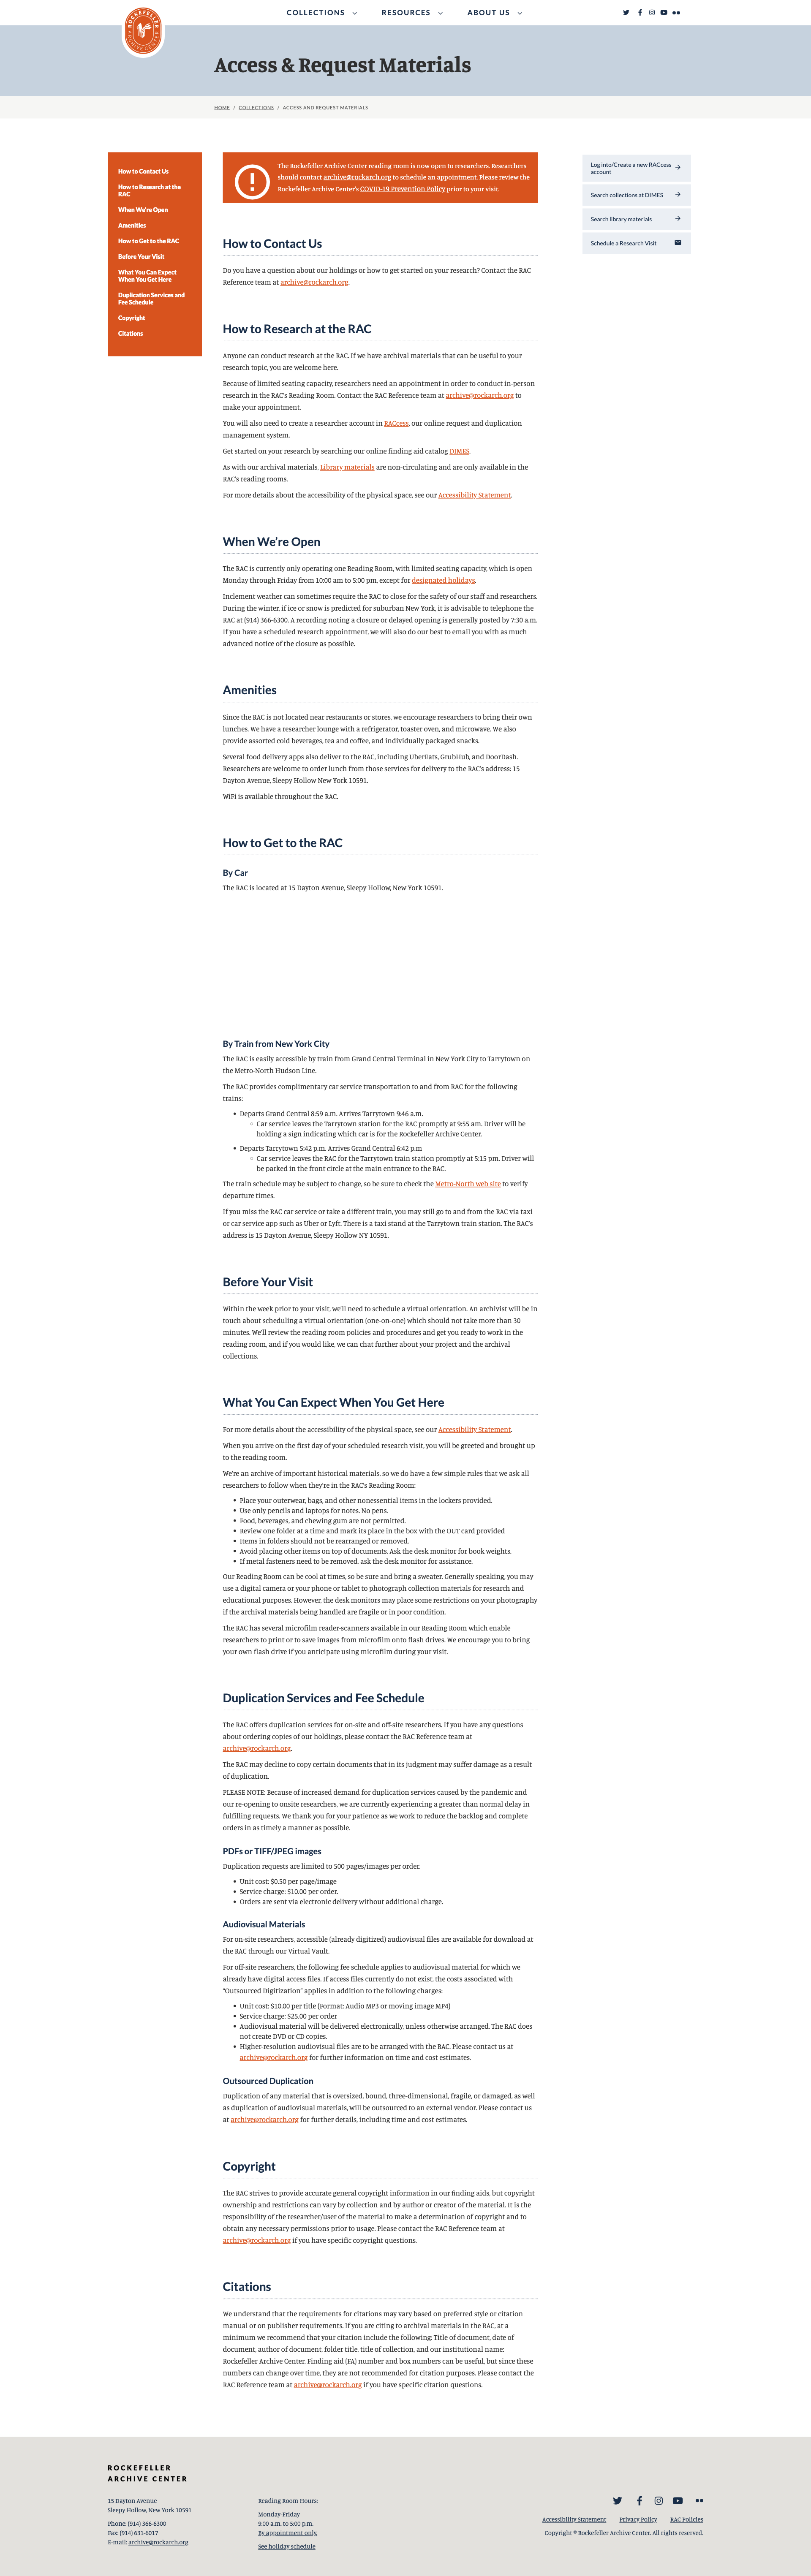 ROCKEFELLER
ARCHIVE CENTER
COLLECTIONS
RESOURCES
ABOUT US
Access & Request Materials
HOME / COLLECTIONS / ACCESS AND REQUEST MATERIALS
How to Contact Us
How to Research at the
RAC
When We're Open
Amenities
How to Get to the RAC
Before Your Visit
What You Can Expect
When You Get Here
Duplication Services and
Fee Schedule
Copyright
Citations
The Rockefeller Archive Center reading room is now open to researchers. Researchers
should contact archive@rockarch.org to schedule an appointment. Please review the
Rockefeller Archive Center's COVID-19 Prevention Policy prior to your visit.
Log into/Create a new RACcess
account
Search collections at DIMES
Search library materials
Schedule a Research Visit
How to Contact Us
Do you have a question about our holdings or how to get started on your research? Contact the RAC
Reference team at archive@rockarch.org.
How to Research at the RAC
Anyone can conduct research at the RAC. If we have archival materials that can be useful to your
research topic, you are welcome here.
Because of limited seating capacity, researchers need an appointment in order to conduct in-person
research in the RAC's Reading Room. Contact the RAC Reference team at archive@rockarch.org to
make your appointment.
You will also need to create a researcher account in RACcess, our online request and duplication
management system.
Get started on your research by searching our online finding aid catalog DIMES.
As with our archival materials, Library materials are non-circulating and are only available in the
RAC's reading rooms.
For more details about the accessibility of the physical space, see our Accessibility Statement.
When We're Open
The RAC is currently only operating one Reading Room, with limited seating capacity, which is open
Monday through Friday from 10:00 am to 5:00 pm, except for designated holidays.
Inclement weather can sometimes require the RAC to close for the safety of our staff and researchers.
During the winter, if ice or snow is predicted for suburban New York, it is advisable to telephone the
RAC at (914) 366-6300. A recording noting a closure or delayed opening is generally posted by 7:30 a.m.
If you have a scheduled research appointment, we will also do our best to email you with as much
advanced notice of the closure as possible.
Amenities
Since the RAC is not located near restaurants or stores, we encourage researchers to bring their own
lunches. We have a researcher lounge with a refrigerator, toaster oven, and microwave. We also
provide assorted cold beverages, tea and coffee, and individually packaged snacks.
Several food delivery apps also deliver to the RAC, including UberEats, GrubHub, and DoorDash.
Researchers are welcome to order lunch from those services for delivery to the RAC's address: 15
Dayton Avenue, Sleepy Hollow New York 10591.
WiFi is available throughout the RAC.
How to Get to the RAC
By Car
The RAC is located at 15 Dayton Avenue, Sleepy Hollow, New York 10591.
By Train from New York City
The RAC is easily accessible by train from Grand Central Terminal in New York City to Tarrytown on
the Metro-North Hudson Line.
The RAC provides complimentary car service transportation to and from RAC for the following
trains:
• Departs Grand Central 8:59 a.m. Arrives Tarrytown 9:46 a.m.
○ Car service leaves the Tarrytown station for the RAC promptly at 9:55 am. Driver will be
holding a sign indicating which car is for the Rockefeller Archive Center.
• Departs Tarrytown 5:42 p.m. Arrives Grand Central 6:42 p.m
○ Car service leaves the RAC for the Tarrytown train station promptly at 5:15 pm. Driver will
be parked in the front circle at the main entrance to the RAC.
The train schedule may be subject to change, so be sure to check the Metro-North web site to verify
departure times.
If you miss the RAC car service or take a different train, you may still go to and from the RAC via taxi
or car service app such as Uber or Lyft. There is a taxi stand at the Tarrytown train station. The RAC's
address is 15 Dayton Avenue, Sleepy Hollow NY 10591.
Before Your Visit
Within the week prior to your visit, we'll need to schedule a virtual orientation. An archivist will be in
touch about scheduling a virtual orientation (one-on-one) which should not take more than 30
minutes. We'll review the reading room policies and procedures and get you ready to work in the
reading room, and if you would like, we can chat further about your project and the archival
collections.
What You Can Expect When You Get Here
For more details about the accessibility of the physical space, see our Accessibility Statement.
When you arrive on the first day of your scheduled research visit, you will be greeted and brought up
to the reading room.
We're an archive of important historical materials, so we do have a few simple rules that we ask all
researchers to follow when they're in the RAC's Reading Room:
• Place your outerwear, bags, and other nonessential items in the lockers provided.
• Use only pencils and laptops for notes. No pens.
• Food, beverages, and chewing gum are not permitted.
• Review one folder at a time and mark its place in the box with the OUT card provided
• Items in folders should not be rearranged or removed.
• Avoid placing other items on top of documents. Ask the desk monitor for book weights.
• If metal fasteners need to be removed, ask the desk monitor for assistance.
Our Reading Room can be cool at times, so be sure and bring a sweater. Generally speaking, you may
use a digital camera or your phone or tablet to photograph collection materials for research and
educational purposes. However, the desk monitors may place some restrictions on your photography
if the archival materials being handled are fragile or in poor condition.
The RAC has several microfilm reader-scanners available in our Reading Room which enable
researchers to print or to save images from microfilm onto flash drives. We encourage you to bring
your own flash drive if you anticipate using microfilm during your visit.
Duplication Services and Fee Schedule
The RAC offers duplication services for on-site and off-site researchers. If you have any questions
about ordering copies of our holdings, please contact the RAC Reference team at
archive@rockarch.org.
The RAC may decline to copy certain documents that in its judgment may suffer damage as a result
of duplication.
PLEASE NOTE: Because of increased demand for duplication services caused by the pandemic and
our re-opening to onsite researchers, we are currently experiencing a greater than normal delay in
fulfilling requests. We thank you for your patience as we work to reduce the backlog and complete
orders in as timely a manner as possible.
PDFs or TIFF/JPEG images
Duplication requests are limited to 500 pages/images per order.
• Unit cost: $0.50 per page/image
• Service charge: $10.00 per order.
• Orders are sent via electronic delivery without additional charge.
Audiovisual Materials
For on-site researchers, accessible (already digitized) audiovisual files are available for download at
the RAC through our Virtual Vault.
For off-site researchers, the following fee schedule applies to audiovisual material for which we
already have digital access files. If access files currently do not exist, the costs associated with
"Outsourced Digitization" applies in addition to the following charges:
• Unit cost: $10.00 per title (Format: Audio MP3 or moving image MP4)
• Service charge: $25.00 per order
• Audiovisual material will be delivered electronically, unless otherwise arranged. The RAC does
not create DVD or CD copies.
• Higher-resolution audiovisual files are to be arranged with the RAC. Please contact us at
archive@rockarch.org for further information on time and cost estimates.
Outsourced Duplication
Duplication of any material that is oversized, bound, three-dimensional, fragile, or damaged, as well
as duplication of audiovisual materials, will be outsourced to an external vendor. Please contact us
at archive@rockarch.org for further details, including time and cost estimates.
Copyright
The RAC strives to provide accurate general copyright information in our finding aids, but copyright
ownership and restrictions can vary by collection and by author or creator of the material. It is the
responsibility of the researcher/user of the material to make a determination of copyright and to
obtain any necessary permissions prior to usage. Please contact the RAC Reference team at
archive@rockarch.org if you have specific copyright questions.
Citations
We understand that the requirements for citations may vary based on preferred style or citation
manual or on publisher requirements. If you are citing to archival materials in the RAC, at a
minimum we recommend that your citation include the following: Title of document, date of
document, author of document, folder title, title of collection, and our institutional name:
Rockefeller Archive Center. Finding aid (FA) number and box numbers can be useful, but since these
numbers can change over time, they are not recommended for citation purposes. Please contact the
RAC Reference team at archive@rockarch.org if you have specific citation questions.
ROCKEFELLER
ARCHIVE CENTER
15 Dayton Avenue
Sleepy Hollow, New York 10591
Phone: (914) 366-6300
Fax: (914) 631-6017
E-mail: archive@rockarch.org
Reading Room Hours:
Monday-Friday
9:00 a.m. to 5:00 p.m.
By appointment only.
See holiday schedule
Accessibility Statement
Privacy Policy
RAC Policies
Copyright © Rockefeller Archive Center. All rights reserved.